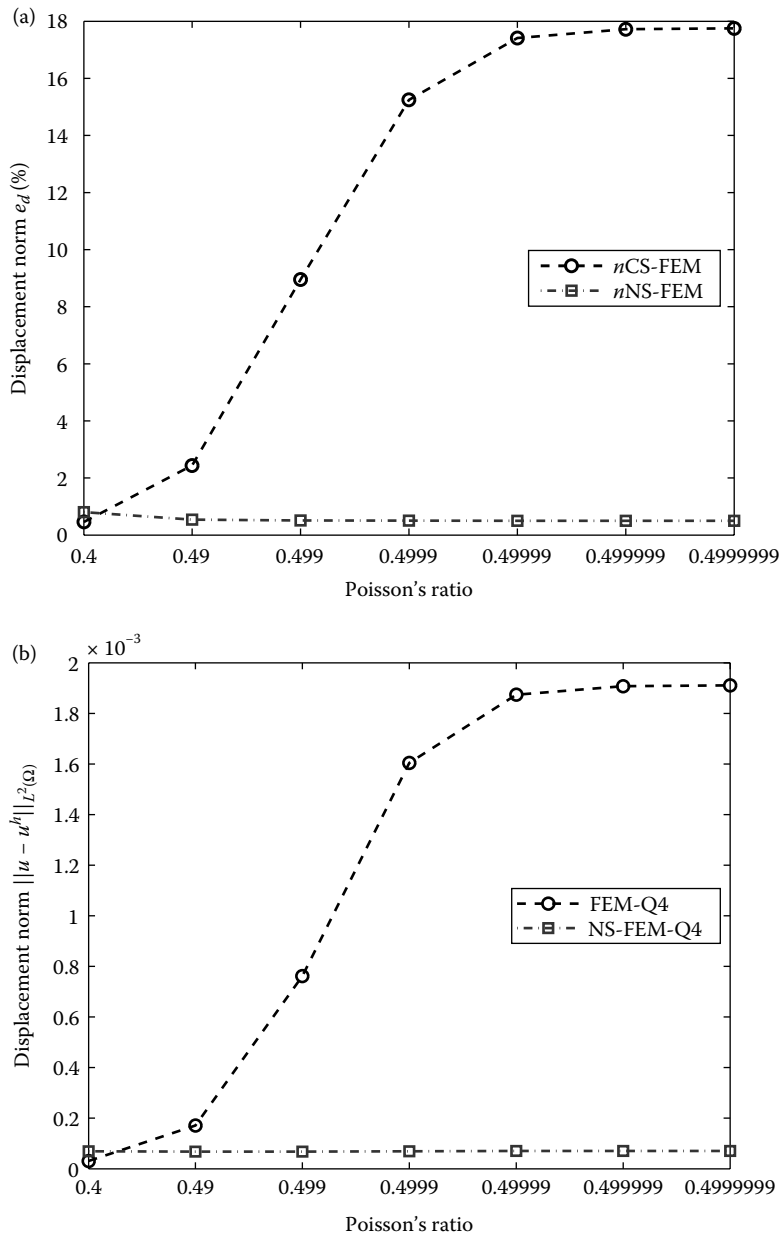 (a)
18
16
14
12
10
8
6
4
2
0
Displacement norm e_d (%)
nCS-FEM
nNS-FEM
0.4 0.49 0.499 0.4999 0.49999 0.499999 0.4999999
Poisson's ratio
(b)
× 10⁻³
2
1.8
1.6
1.4
1.2
1
0.8
0.6
0.4
0.2
0
Displacement norm ||u – u^h||_{L²(Ω)}
FEM-Q4
NS-FEM-Q4
0.4 0.49 0.499 0.4999 0.49999 0.499999 0.4999999
Poisson's ratio